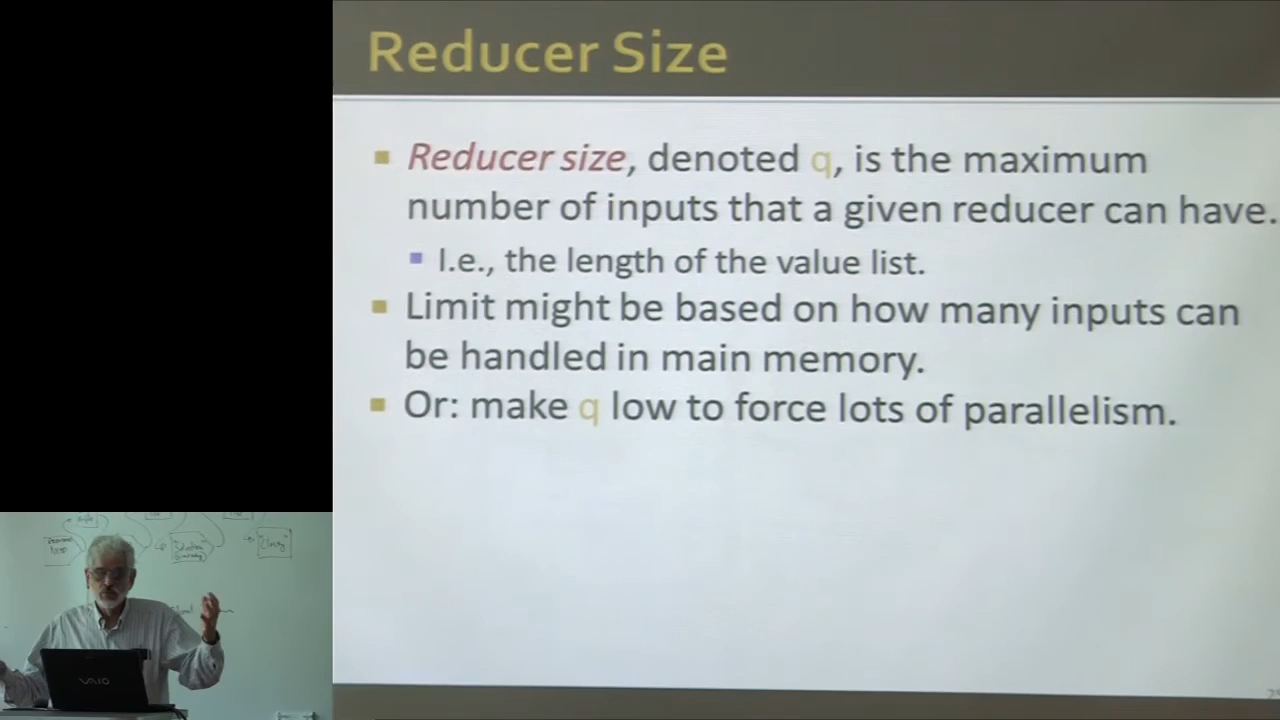 Reducer Size
Reducer size, denoted q, is the maximum
number of inputs that a given reducer can have.
I.e., the length of the value list.
Limit might be based on how many inputs can
be handled in main memory.
Or: make q low to force lots of parallelism.
VAIO